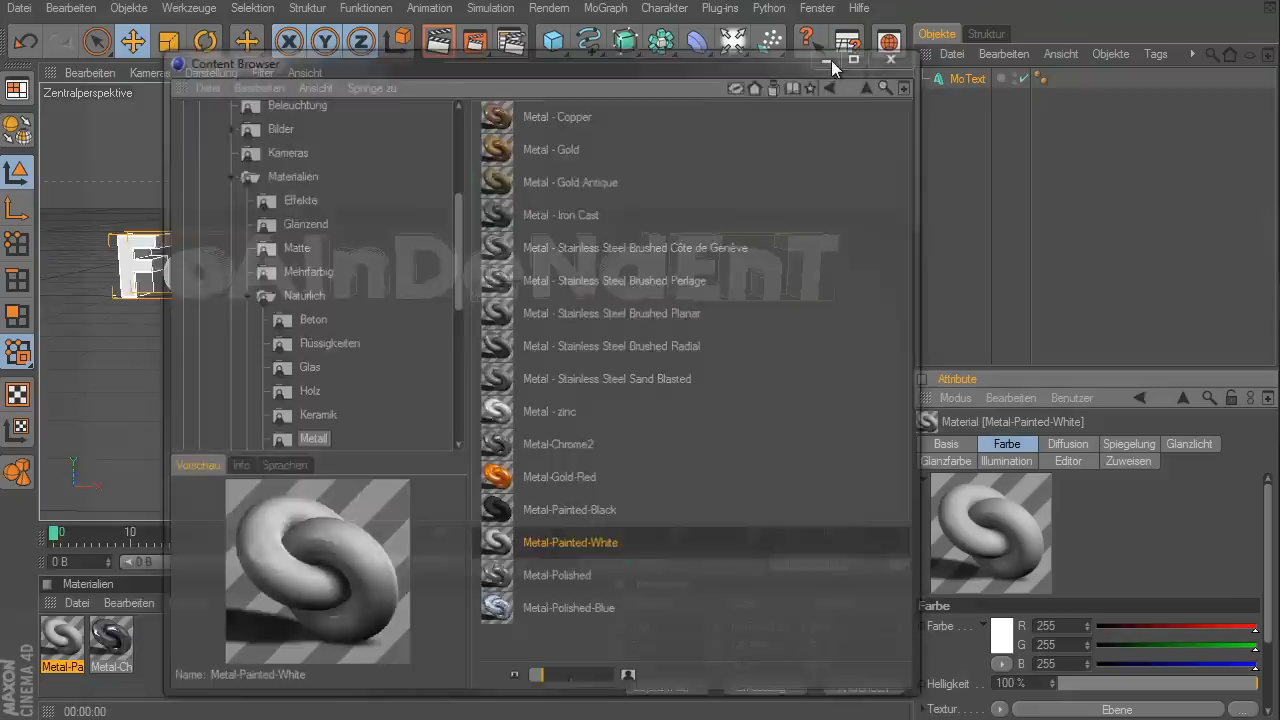 Datei Bearbeiten Objekte Werkzeuge Selektion Struktur Funktionen Animation Simulation Rendern MoGraph Charakter Plug-ins Python Fenster Hilfe
X Y Z
Objekte Struktur
Datei Bearbeiten Ansicht Objekte Tags
MoText
Bearbeiten Kameras Darstellung Filter Ansicht
Zentralperspektive
Content Browser
Datei Bearbeiten Ansicht Springe zu
Beleuchtung
Bilder
Kameras
Materialien
Effekte
Glänzend
Matte
Mehrfarbig
Natürlich
Beton
Flüssigkeiten
Glas
Holz
Keramik
Metall
Metal - Copper
Metal - Gold
Metal - Gold Antique
Metal - Iron Cast
Metal - Stainless Steel Brushed Côte de Genève
Metal - Stainless Steel Brushed Perlage
Metal - Stainless Steel Brushed Planar
Metal - Stainless Steel Brushed Radial
Metal - Stainless Steel Sand Blasted
Metal - zinc
Metal-Chrome2
Metal-Gold-Red
Metal-Painted-Black
Metal-Painted-White
Metal-Polished
Metal-Polished-Blue
Vorschau Info Sprachen
Name: Metal-Painted-White
0 10
0 B 0 B
Materialien
Datei Bearbeiten
Metal-Pa Metal-Ch
00:00:00
MAXON
CINEMA 4D
Attribute
Modus Bearbeiten Benutzer
Material [Metal-Painted-White]
Basis Farbe Diffusion Spiegelung Glanzlicht
Glanzfarbe Illumination Editor Zuweisen
Farbe
Farbe . . . R 255
G 255
B 255
Helligkeit 100 %
Textur. . Ebene ...